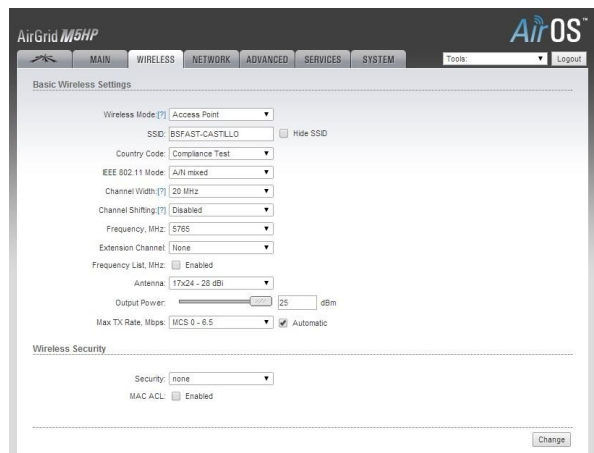 AirGrid M5HP
AirOS™
MAIN WIRELESS NETWORK ADVANCED SERVICES SYSTEM Tools: Logout
Basic Wireless Settings
Wireless Mode:[?] Access Point
SSID: BSFAST-CASTILLO Hide SSID
Country Code: Compliance Test
IEEE 802.11 Mode: A/N mixed
Channel Width:[?] 20 MHz
Channel Shifting:[?] Disabled
Frequency, MHz: 5765
Extension Channel: None
Frequency List, MHz: Enabled
Antenna: 17x24 - 28 dBi
Output Power: 25 dBm
Max TX Rate, Mbps: MCS 0 - 6.5 Automatic
Wireless Security
Security: none
MAC ACL: Enabled
Change